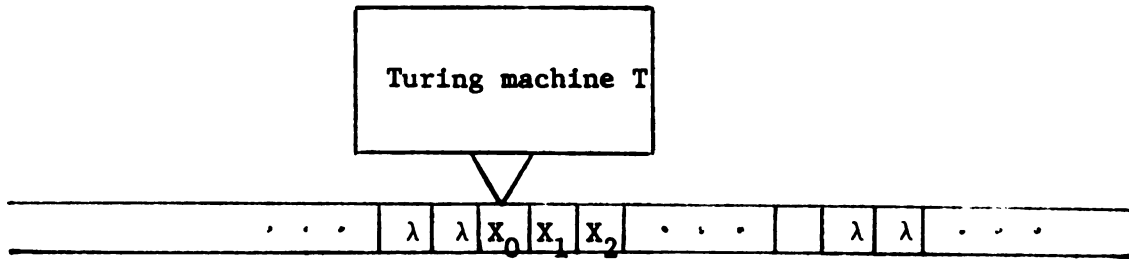 Turing machine T
. . . λ λ X₀ X₁ X₂ . . . λ λ . . .